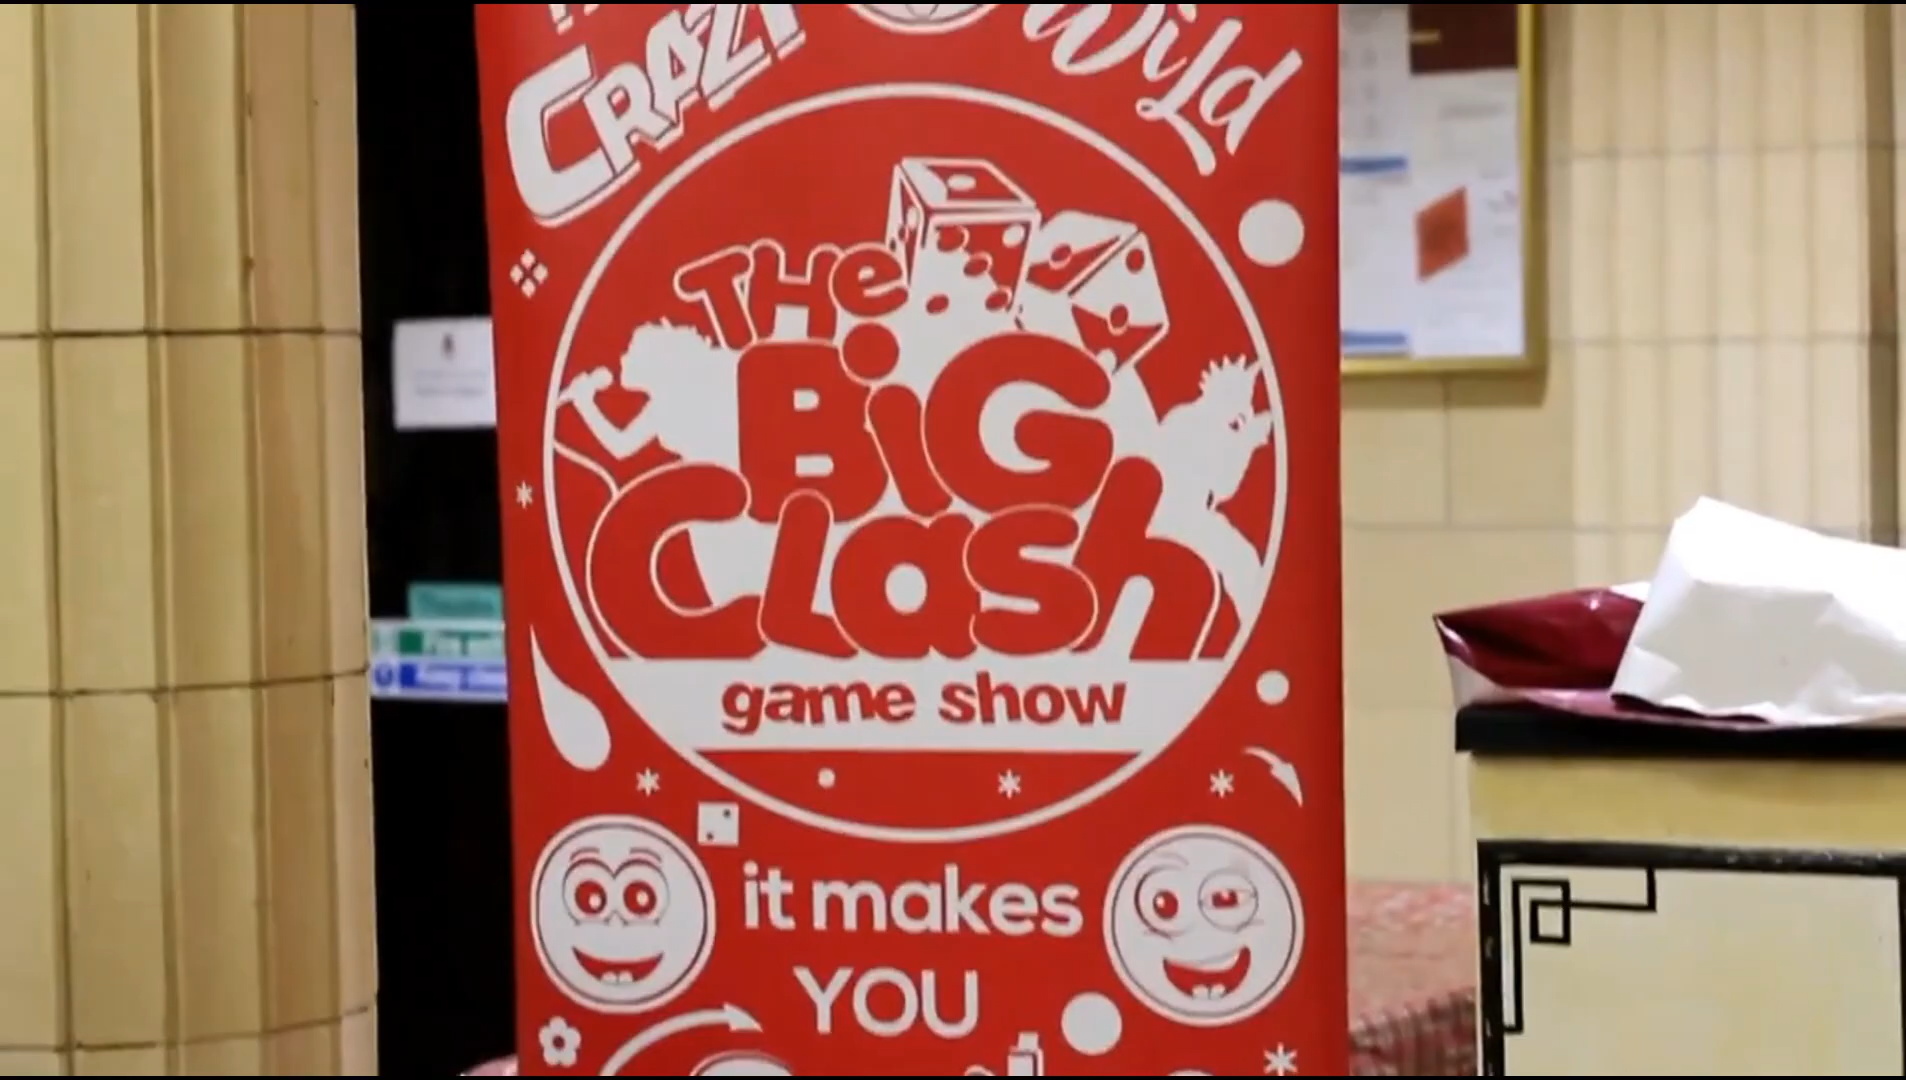 CRAZY
Wild
THe
BiG
CLash
game show
it makes
YOU